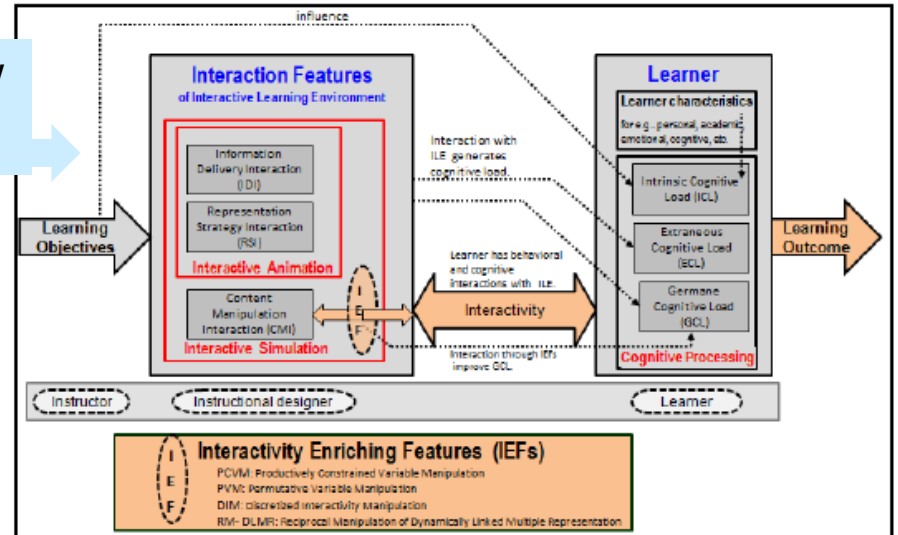 influence
y
Interaction Features
of Interactive Learning Environment
Information
Delivery Interaction
(IDI)
Representation
Strategy Interaction
(RSI)
Interactive Animation
Content
Manipulation
Interaction (CMI)
Interactive Simulation
I
E
F
Learning
Objectives
Interaction with
ILE generates
cognitive load.
Learner has behavioral
and cognitive
interactions with ILE.
Interactivity
Interaction through IEFs
improve GCL.
Learner
Learner characteristics
for e.g., personal, academic,
emotional, cognitive, etc.
Intrinsic Cognitive
Load (ICL)
Extraneous
Cognitive Load
(ECL)
Germane
Cognitive Load
(GCL)
Cognitive Processing
Learning
Outcome
Instructor
Instructional designer
Learner
I
E
F
Interactivity Enriching Features (IEFs)
PCVM: Productively Constrained Variable Manipulation
PVM: Permutative Variable Manipulation
DIM: Discretized Interactivity Manipulation
RM- DLMR: Reciprocal Manipulation of Dynamically Linked Multiple Representation